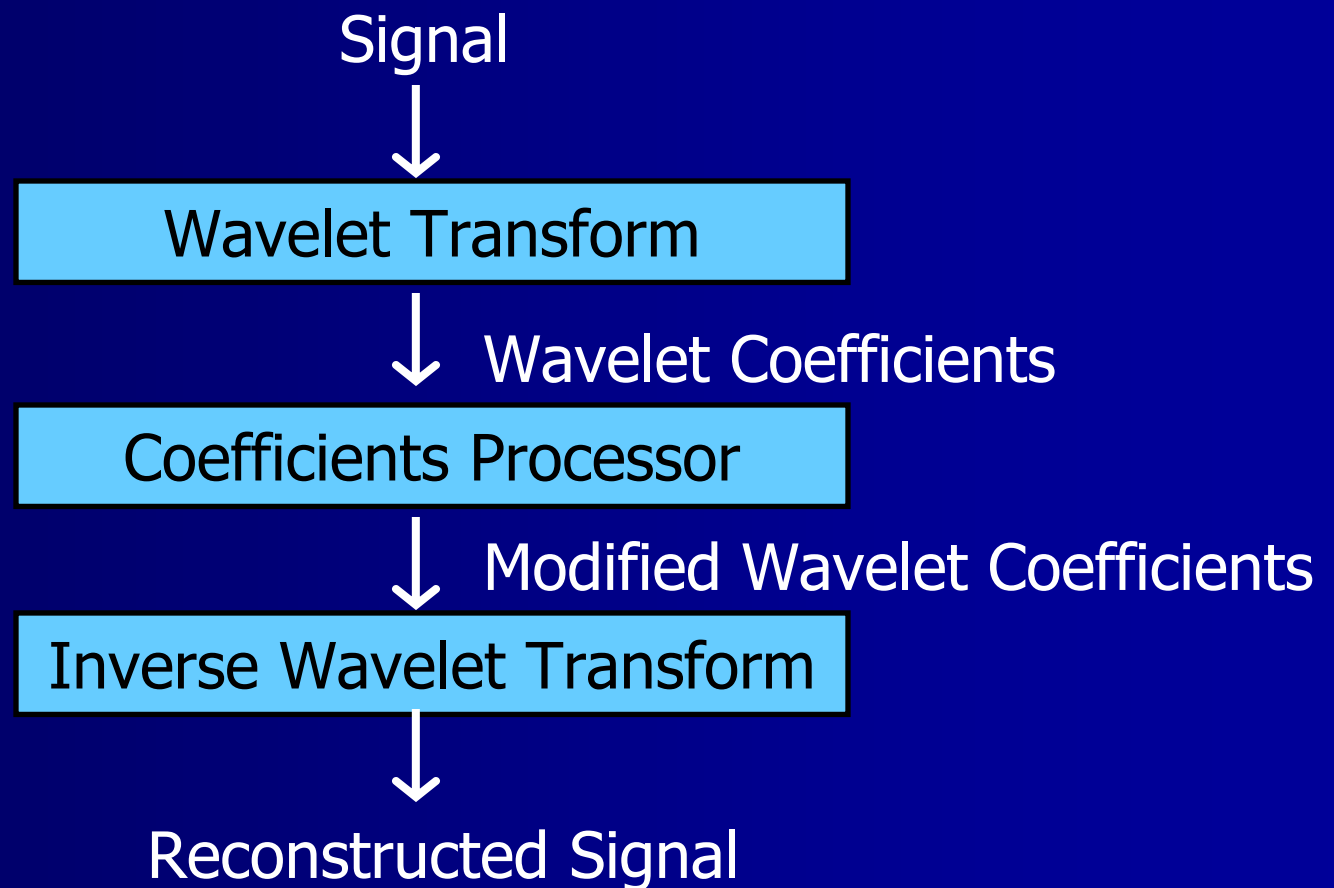 Signal
Wavelet Transform
Wavelet Coefficients
Coefficients Processor
Modified Wavelet Coefficients
Inverse Wavelet Transform
Reconstructed Signal